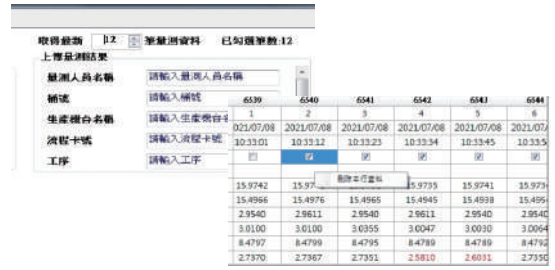 取得最新 12 筆量測資料 已勾選筆數:12
上傳量測結果
量測人員名稱 請輸入量測人員名稱
桶號 請輸入桶號
生產機台名稱 請輸入生產機台名
流程卡號 請輸入流程卡號
工序 請輸入工序
6539 6540 6541 6542 6543 6544
1 2 3 4 5 6
021/07/08 2021/07/08 2021/07/08 2021/07/08 2021/07/08 2021/07/
10:33:01 10:33:12 10:33:23 10:33:34 10:33:45 10:33:5
刪除本行資料
15.9742 15.97 15.9735 15.9741 15.973
15.4966 15.4976 15.4965 15.4945 15.4938 15.495
2.9540 2.9611 2.9540 2.9611 2.9540 2.9540
3.0100 3.0100 3.0355 3.0047 3.0030 3.0064
8.4797 8.4799 8.4795 8.4789 8.4789 8.4792
2.7370 2.7367 2.7351 2.5810 2.6031 2.7350